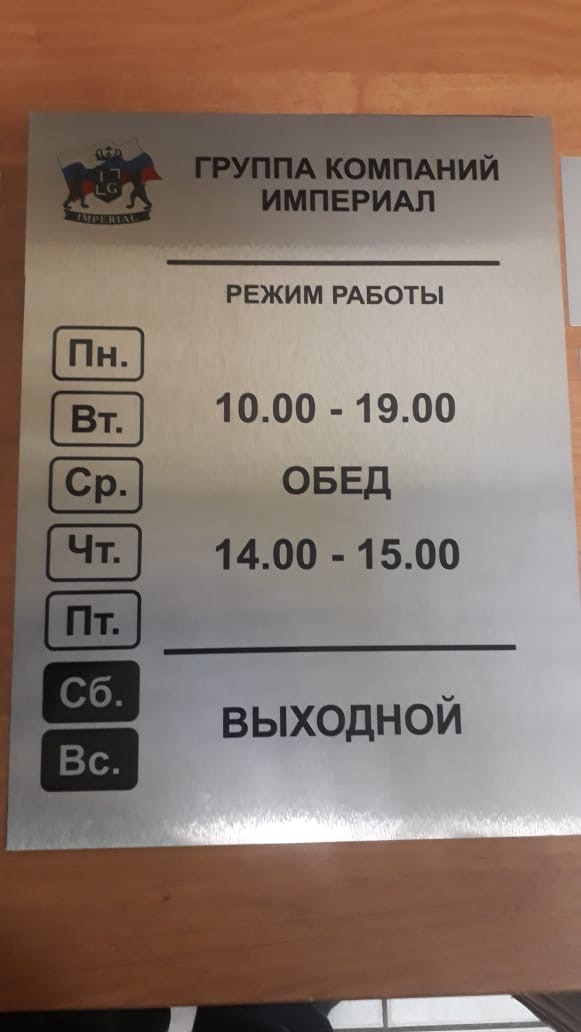 I G
IMPERIAL
ГРУППА КОМПАНИЙ
ИМПЕРИАЛ
РЕЖИМ РАБОТЫ
Пн.
Вт.
Ср.
Чт.
Пт.
10.00 - 19.00
ОБЕД
14.00 - 15.00
Сб.
Вс.
ВЫХОДНОЙ